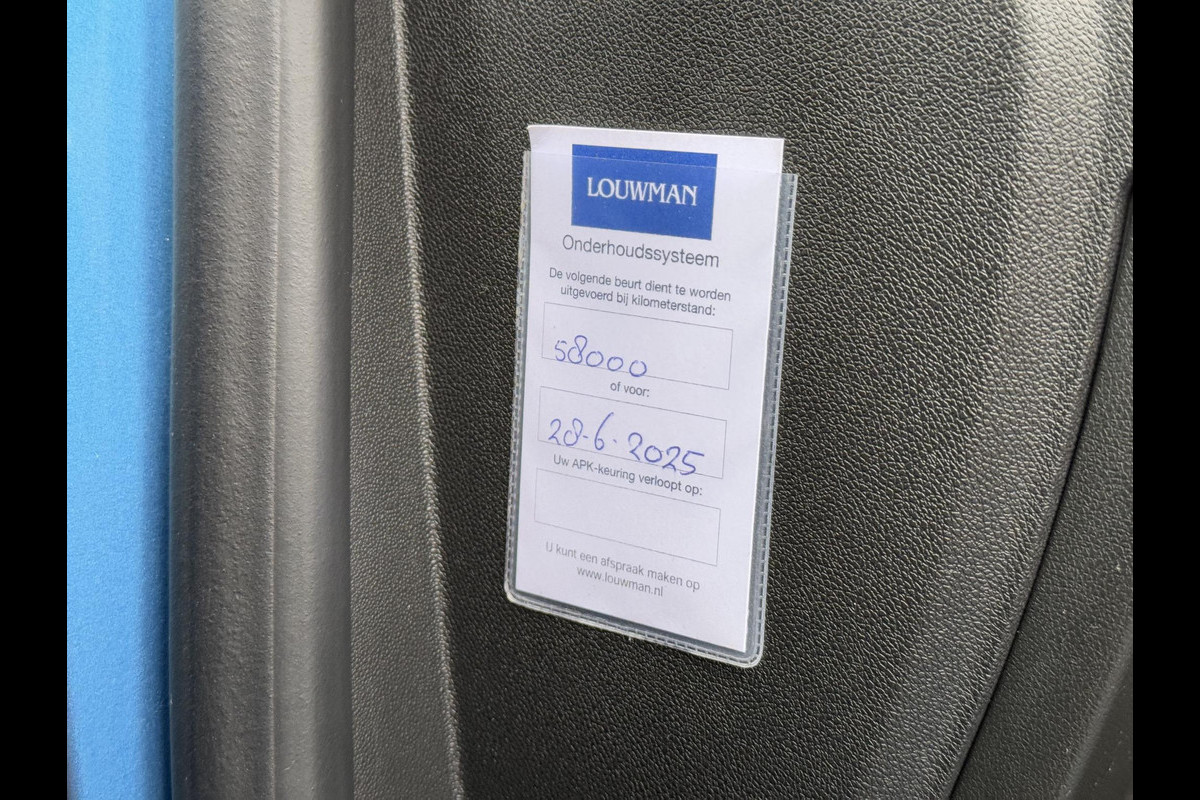 LOUWMAN
Onderhoudssysteem
De volgende beurt dient te worden
uitgevoerd bij kilometerstand:
58000
of voor:
28-6-2025
Uw APK-keuring verloopt op:
U kunt een afspraak maken op
www.louwman.nl